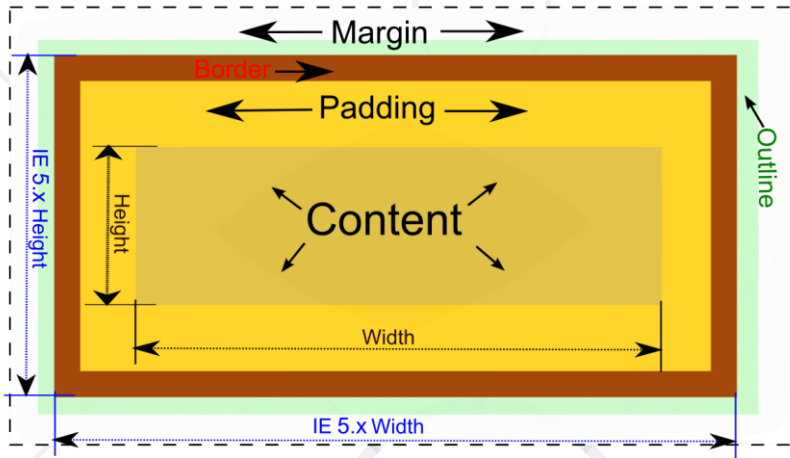 Margin
Border
Padding
Outline
IE 5.x Height
Height
Content
Width
IE 5.x Width